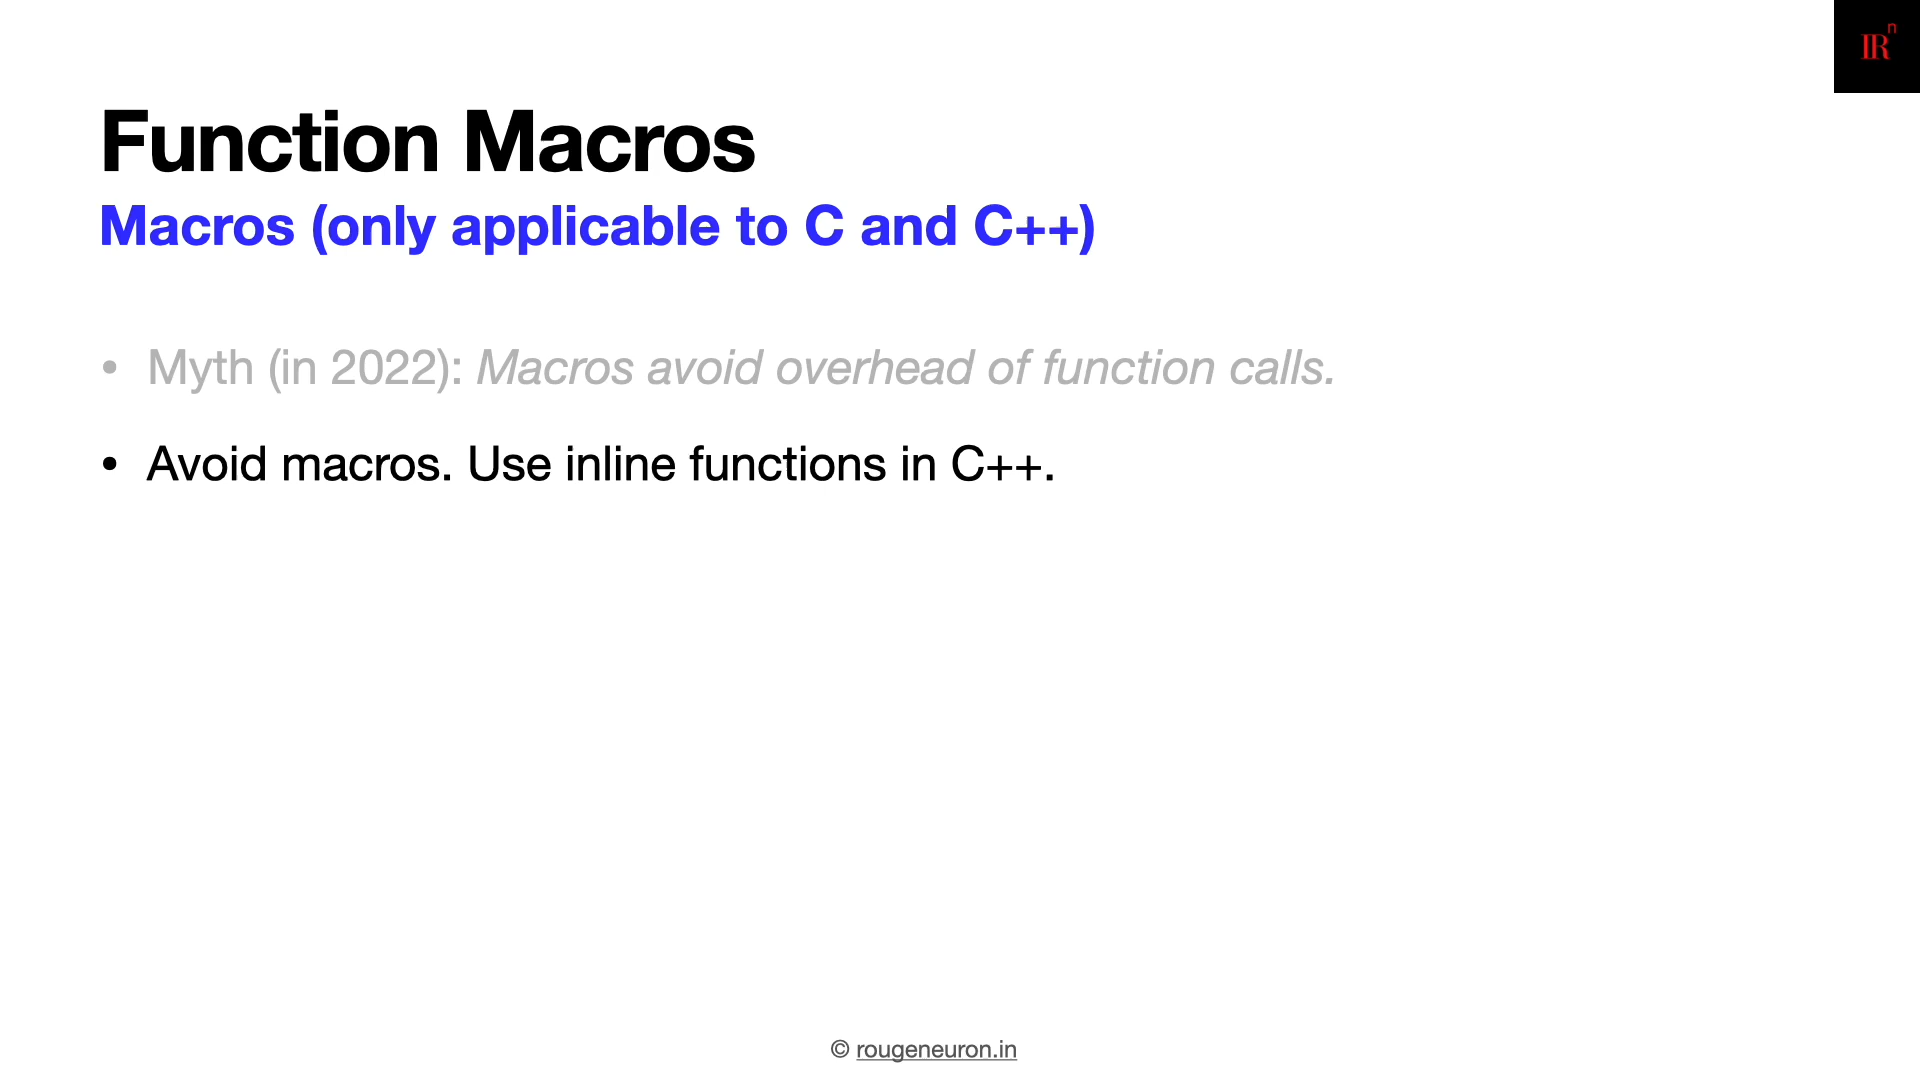 IRn
Function Macros
Macros (only applicable to C and C++)
• Myth (in 2022): Macros avoid overhead of function calls.
• Avoid macros. Use inline functions in C++.
© rougeneuron.in